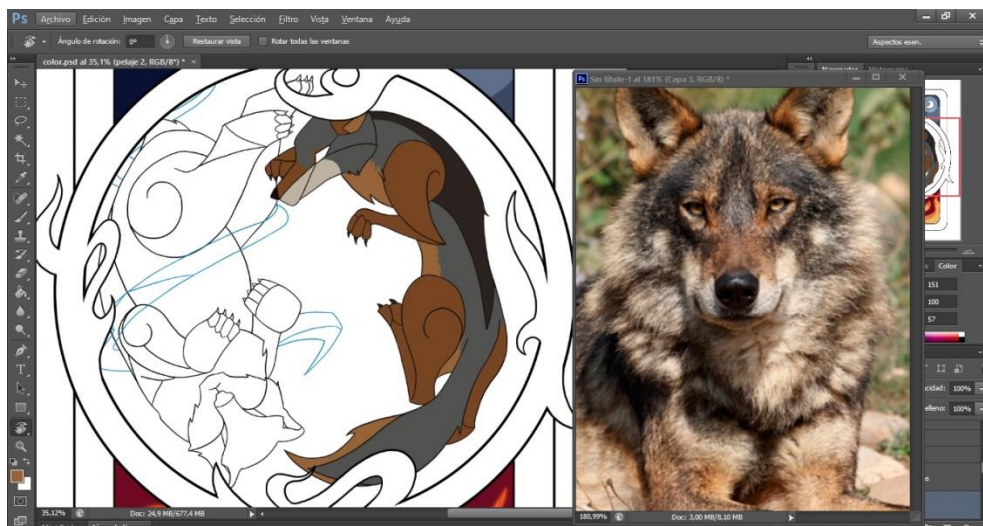 Ps Archivo Edición Imagen Capa Texto Selección Filtro Vista Ventana Ayuda
Ángulo de rotación: 0° Restaurar vista Rotar todas las ventanas Aspectos esen.
color.psd al 35,1% (pelaje 2, RGB/8*) * ×
Ps Sin título-1 al 181% (Capa 3, RGB/8) *
Color
151
100
57
100%
100%
35,12% Doc: 24,9 MB/677,4 MB
180,99% Doc: 3,00 MB/8,10 MB